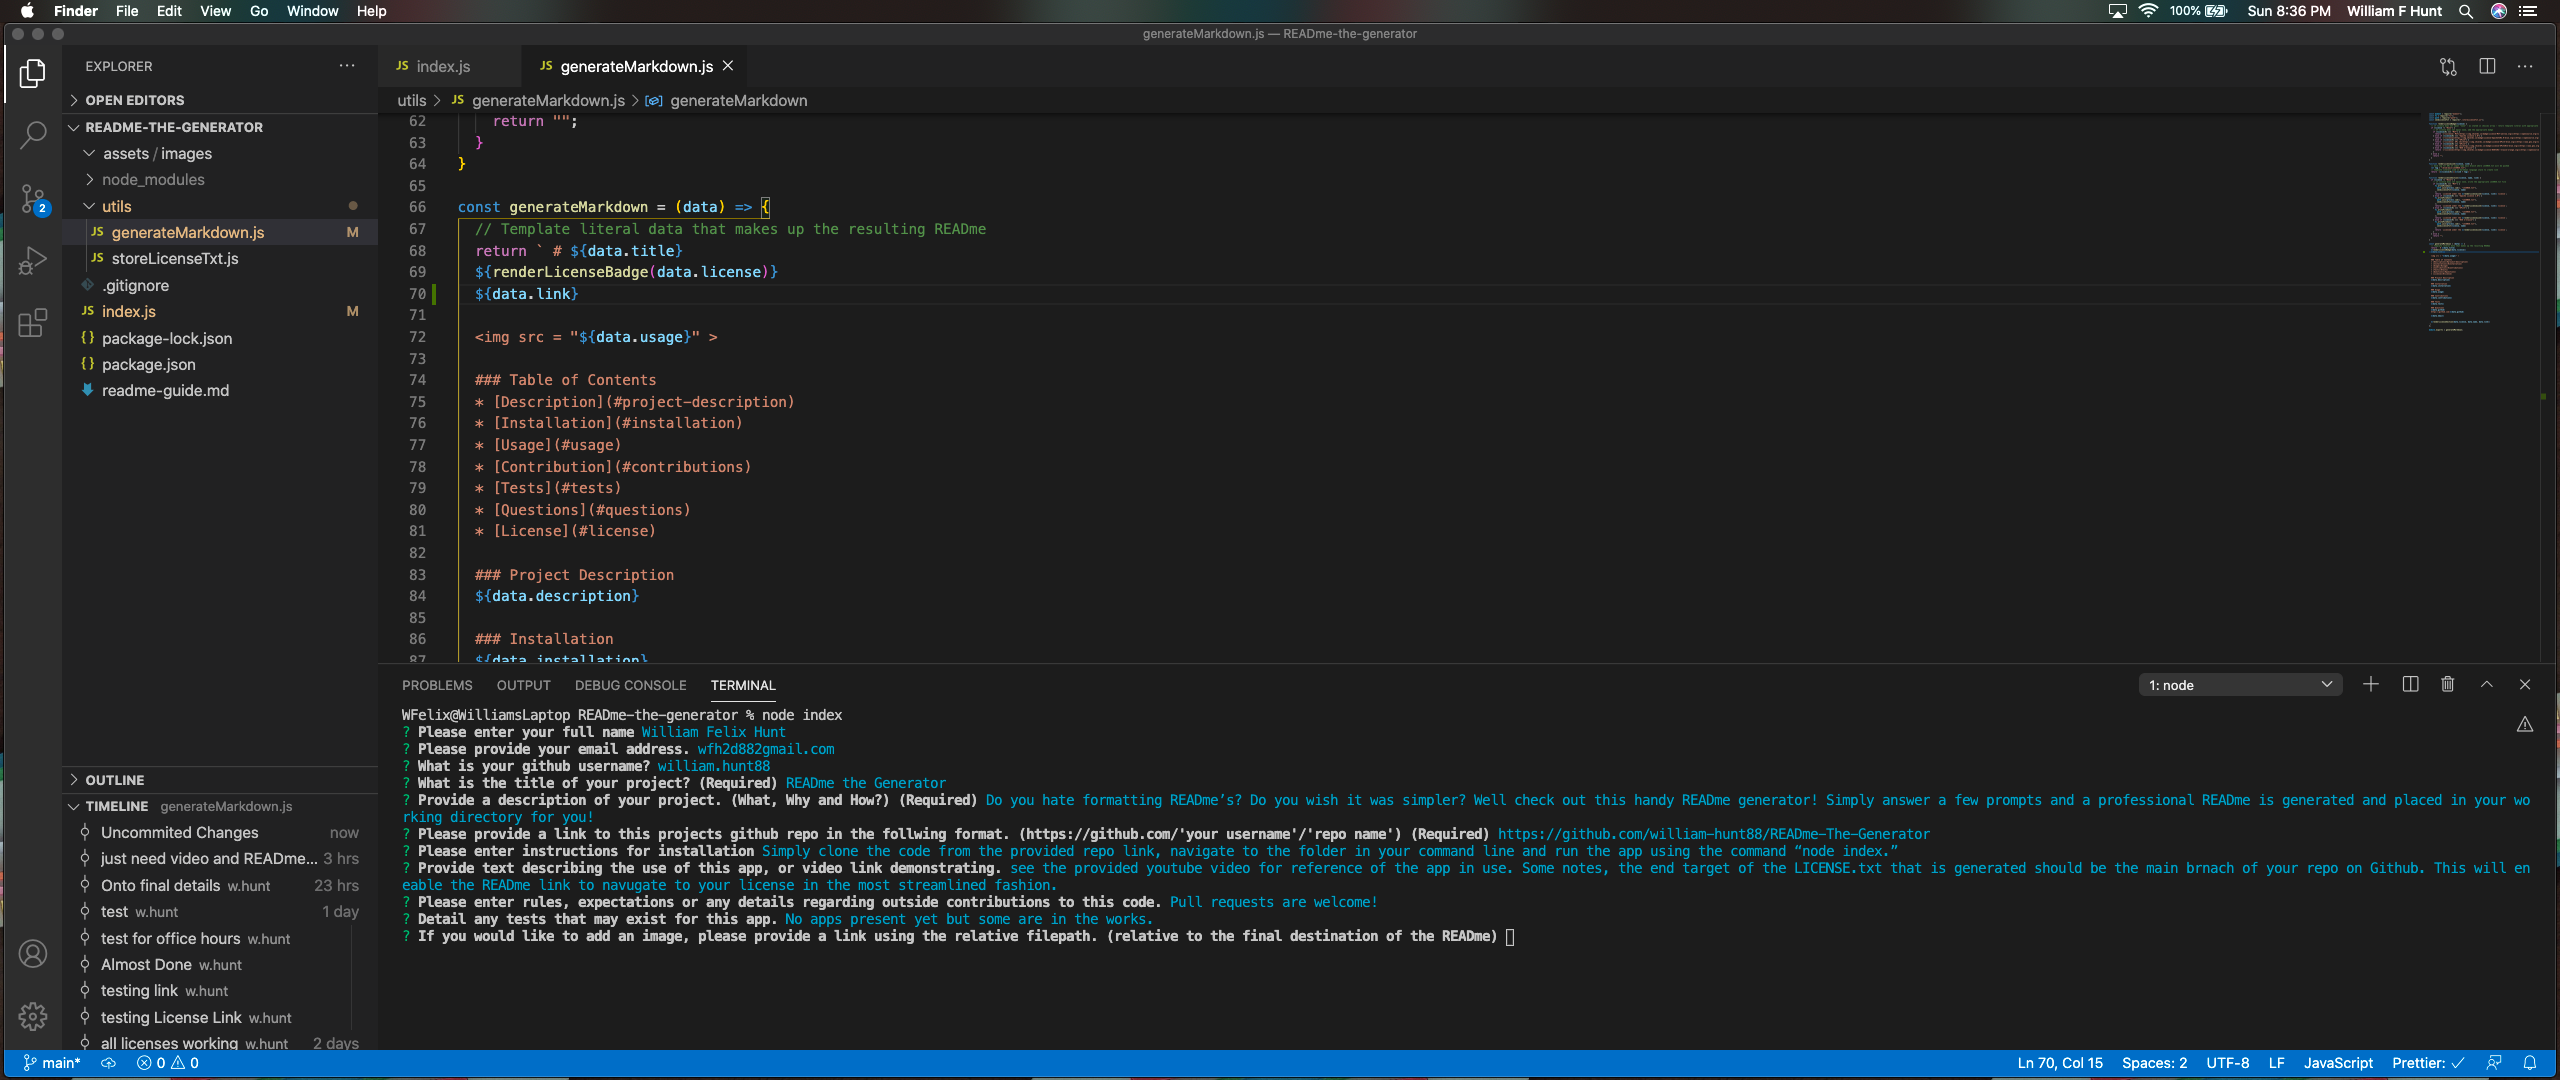 Finder File Edit View Go Window Help
100% Sun 8:36 PM William F Hunt
generateMarkdown.js — READme-the-generator
EXPLORER
OPEN EDITORS
README-THE-GENERATOR
assets / images
node_modules
utils
JS generateMarkdown.js M
JS storeLicenseTxt.js
.gitignore
JS index.js M
{} package-lock.json
{} package.json
readme-guide.md
2
OUTLINE
TIMELINE generateMarkdown.js
Uncommited Changes now
just need video and READme... 3 hrs
Onto final details w.hunt 23 hrs
test w.hunt 1 day
test for office hours w.hunt
Almost Done w.hunt
testing link w.hunt
testing License Link w.hunt
all licenses working w.hunt 2 days
JS index.js JS generateMarkdown.js
utils > JS generateMarkdown.js > generateMarkdown
62 return "";
63 }
64 }
65
66 const generateMarkdown = (data) => {
67 // Template literal data that makes up the resulting READme
68 return ` # ${data.title}
69 ${renderLicenseBadge(data.license)}
70 ${data.link}
71
72 <img src = "${data.usage}" >
73
74 ### Table of Contents
75 * [Description](#project-description)
76 * [Installation](#installation)
77 * [Usage](#usage)
78 * [Contribution](#contributions)
79 * [Tests](#tests)
80 * [Questions](#questions)
81 * [License](#license)
82
83 ### Project Description
84 ${data.description}
85
86 ### Installation
87 ${data.installation}
PROBLEMS OUTPUT DEBUG CONSOLE TERMINAL 1: node
WFelix@WilliamsLaptop READme-the-generator % node index
? Please enter your full name William Felix Hunt
? Please provide your email address. wfh2d882gmail.com
? What is your github username? william.hunt88
? What is the title of your project? (Required) READme the Generator
? Provide a description of your project. (What, Why and How?) (Required) Do you hate formatting READme’s? Do you wish it was simpler? Well check out this handy READme generator! Simply answer a few prompts and a professional READme is generated and placed in your wo
rking directory for you!
? Please provide a link to this projects github repo in the follwing format. (https://github.com/'your username'/'repo name') (Required) https://github.com/william-hunt88/READme-The-Generator
? Please enter instructions for installation Simply clone the code from the provided repo link, navigate to the folder in your command line and run the app using the command “node index.”
? Provide text describing the use of this app, or video link demonstrating. see the provided youtube video for reference of the app in use. Some notes, the end target of the LICENSE.txt that is generated should be the main brnach of your repo on Github. This will en
eable the READme link to navugate to your license in the most streamlined fashion.
? Please enter rules, expectations or any details regarding outside contributions to this code. Pull requests are welcome!
? Detail any tests that may exist for this app. No apps present yet but some are in the works.
? If you would like to add an image, please provide a link using the relative filepath. (relative to the final destination of the READme)
main* 0 0 Ln 70, Col 15 Spaces: 2 UTF-8 LF JavaScript Prettier: ✓